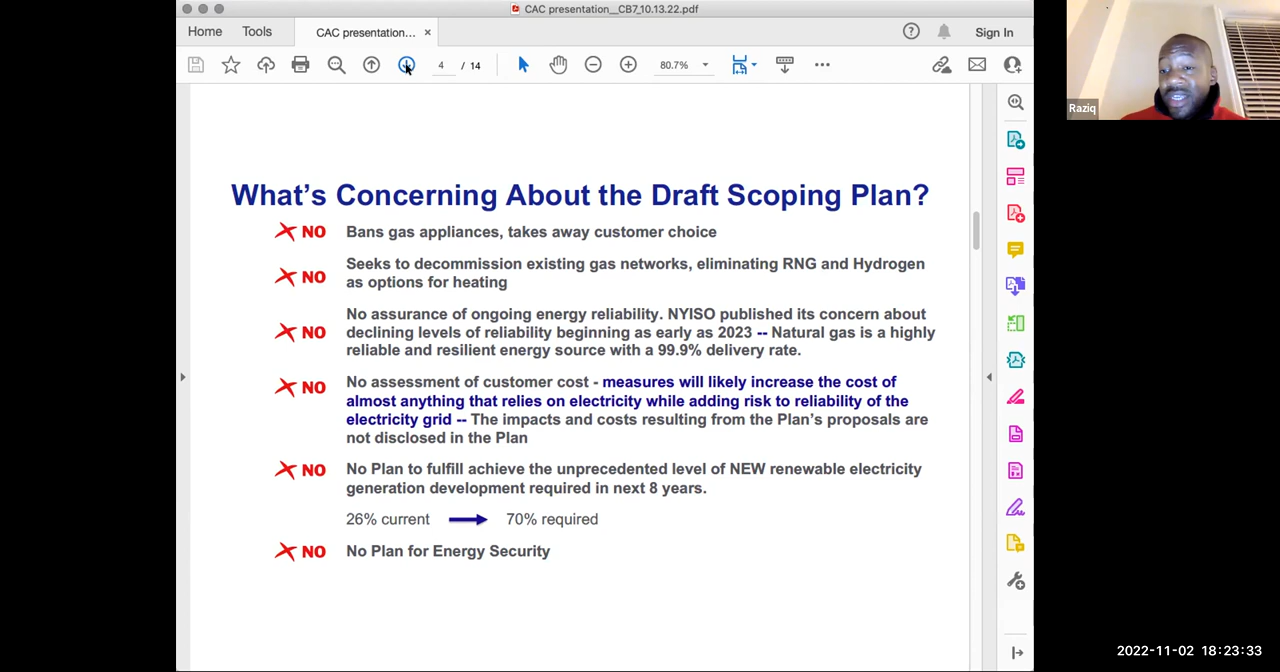 CAC presentation__CB7_10.13.22.pdf
Home Tools CAC presentation... × Sign In
4 / 14 80.7%
Raziq
What's Concerning About the Draft Scoping Plan?
NO Bans gas appliances, takes away customer choice
NO Seeks to decommission existing gas networks, eliminating RNG and Hydrogen
as options for heating
NO No assurance of ongoing energy reliability. NYISO published its concern about
declining levels of reliability beginning as early as 2023 -- Natural gas is a highly
reliable and resilient energy source with a 99.9% delivery rate.
NO No assessment of customer cost - measures will likely increase the cost of
almost anything that relies on electricity while adding risk to reliability of the
electricity grid -- The impacts and costs resulting from the Plan's proposals are
not disclosed in the Plan
NO No Plan to fulfill achieve the unprecedented level of NEW renewable electricity
generation development required in next 8 years.
26% current 70% required
NO No Plan for Energy Security
2022-11-02 18:23:33